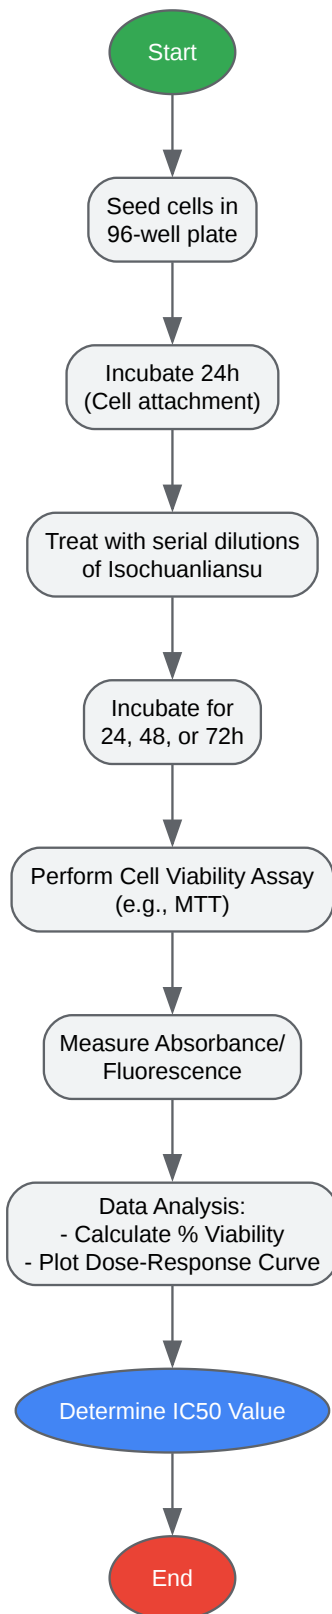 Start
Seed cells in
96-well plate
Incubate 24h
(Cell attachment)
Treat with serial dilutions
of Isochuanliansu
Incubate for
24, 48, or 72h
Perform Cell Viability Assay
(e.g., MTT)
Measure Absorbance/
Fluorescence
Data Analysis:
- Calculate % Viability
- Plot Dose-Response Curve
Determine IC50 Value
End